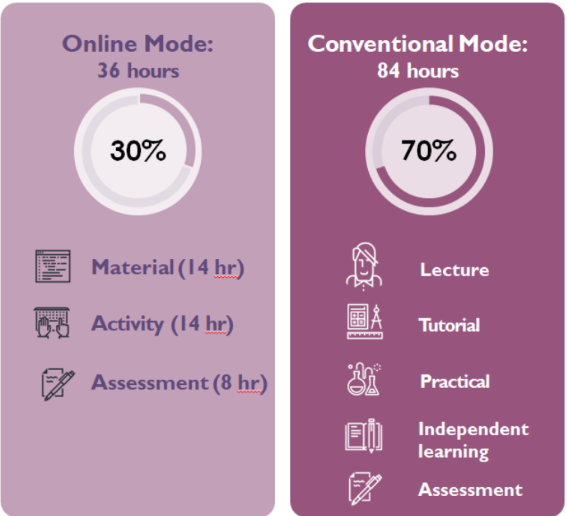 Online Mode:
36 hours
30%
Material (14 hr)
Activity (14 hr)
Assessment (8 hr)
Conventional Mode:
84 hours
70%
Lecture
Tutorial
Practical
Independent
learning
Assessment